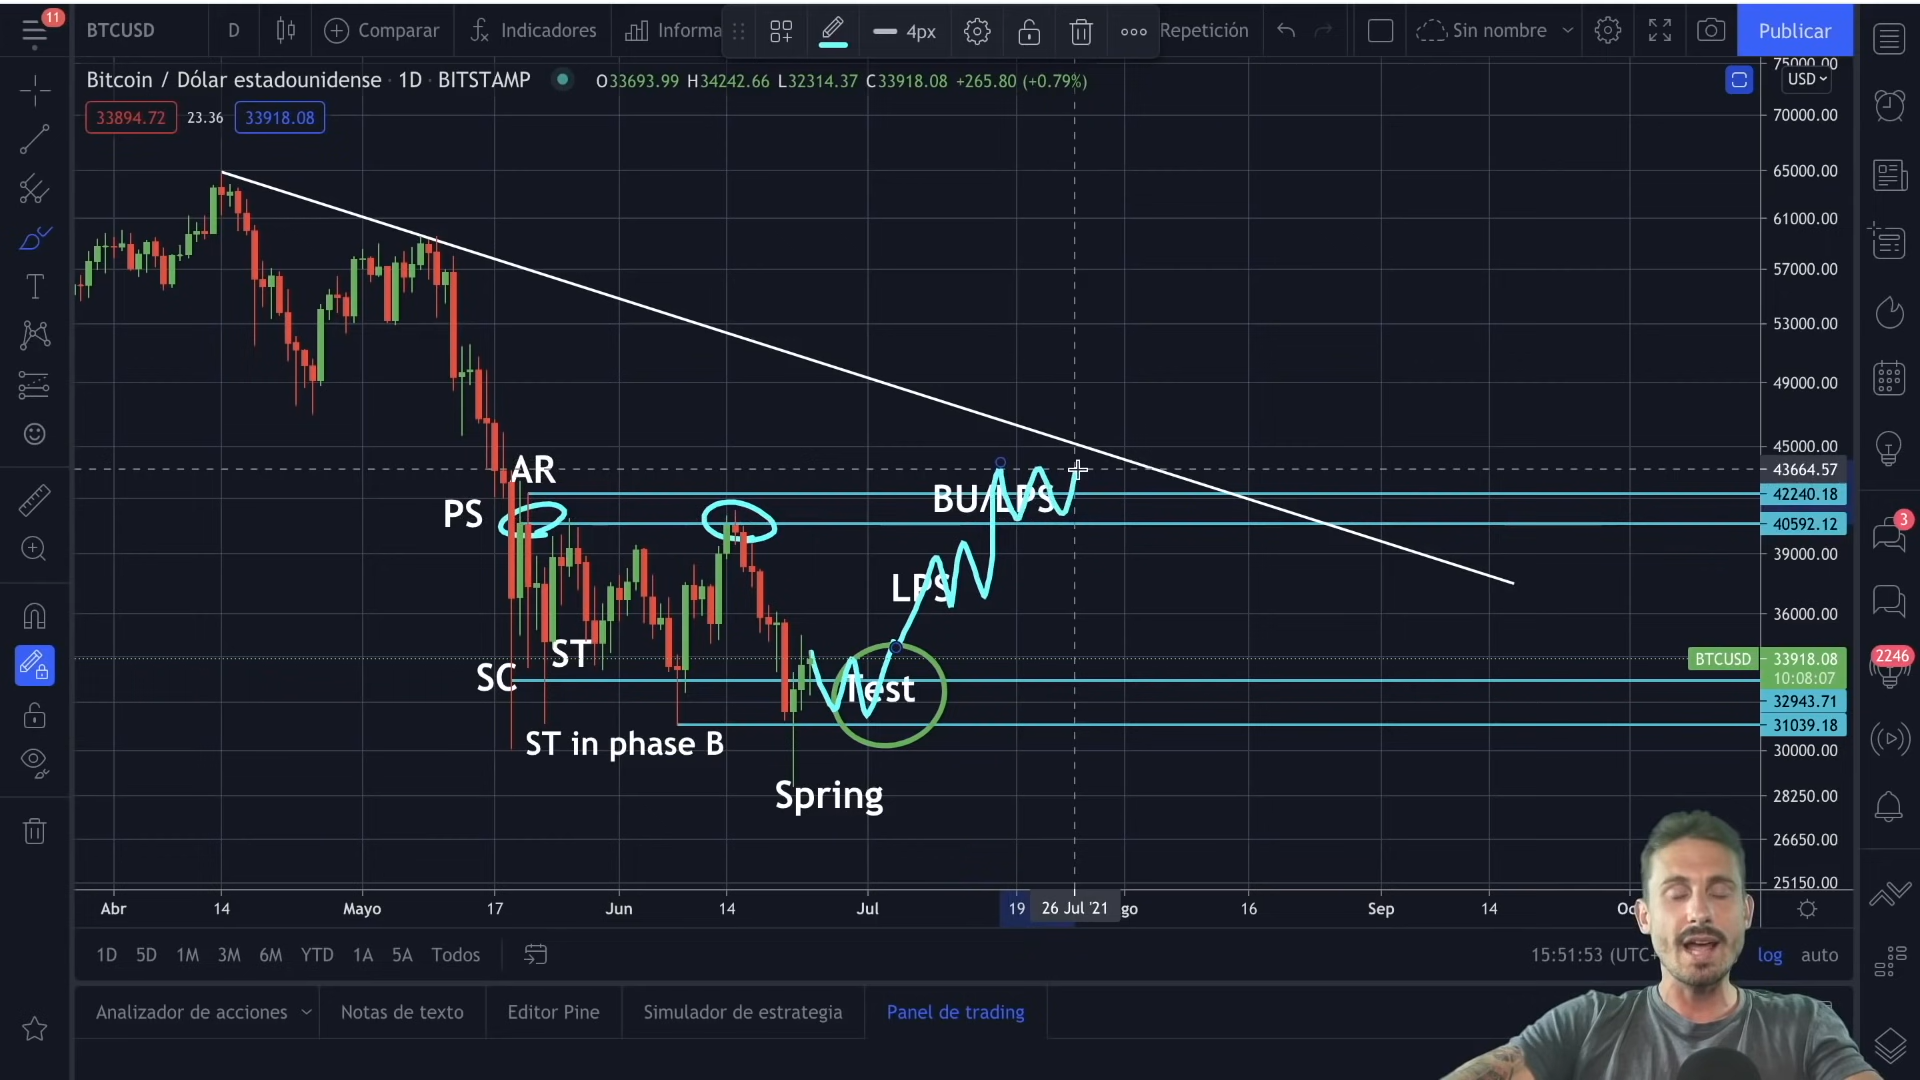 11
BTCUSD D Comparar Indicadores Informa 4px Repetición Sin nombre Publicar
Bitcoin / Dólar estadounidense · 1D · BITSTAMP O33693.99 H34242.66 L32314.37 C33918.08 +265.80 (+0.79%)
33894.72 23.36 33918.08
USD
75000.00
70000.00
65000.00
61000.00
57000.00
53000.00
49000.00
45000.00
43664.57
42240.18
40592.12
39000.00
36000.00
BTCUSD 33918.08
10:08:07
32943.71
31039.18
30000.00
28250.00
26650.00
25150.00
AR
PS
BU/LPS
LPS
ST
SC
Test
ST in phase B
Spring
3
2246
Abr 14 Mayo 17 Jun 14 Jul 19 26 Jul '21 go 16 Sep 14
1D 5D 1M 3M 6M YTD 1A 5A Todos 15:51:53 (UTC log auto
Analizador de acciones Notas de texto Editor Pine Simulador de estrategia Panel de trading